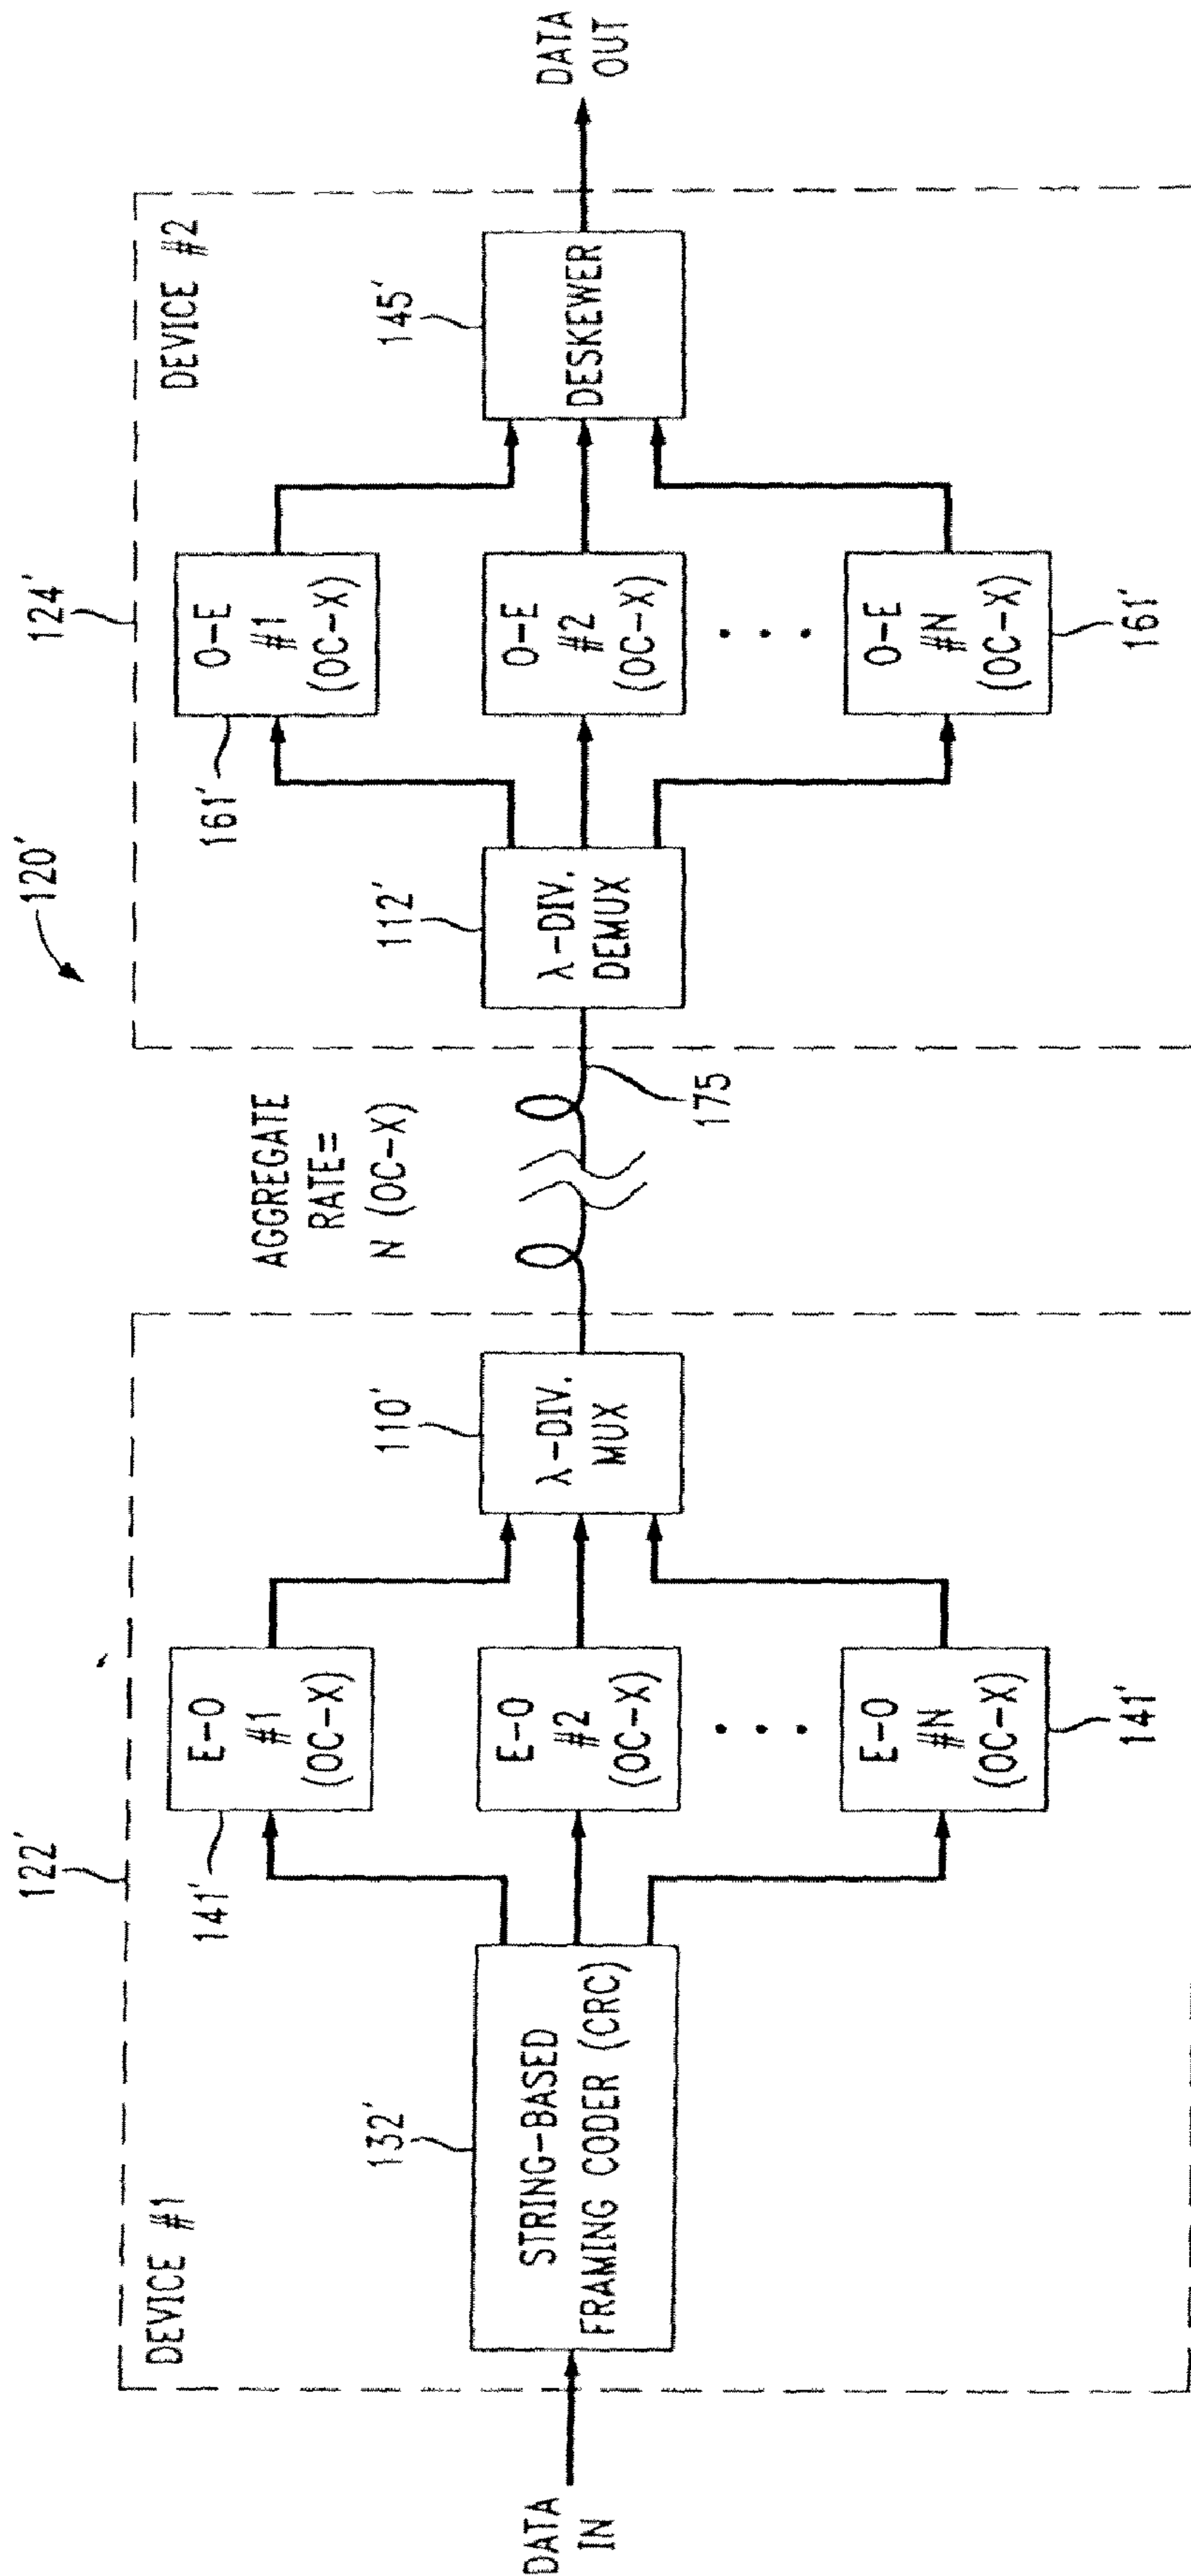 120'
122'
124'
DEVICE #1
DEVICE #2
DATA
IN
132'
STRING-BASED
FRAMING CODER (CRC)
141'
E-O
#1
(OC-X)
E-O
#2
(OC-X)
E-O
#N
(OC-X)
141'
110'
λ-DIV.
MUX
AGGREGATE
RATE=
N (OC-X)
175
112'
λ-DIV.
DEMUX
161'
O-E
#1
(OC-X)
O-E
#2
(OC-X)
O-E
#N
(OC-X)
161'
145'
DESKEWER
DATA
OUT